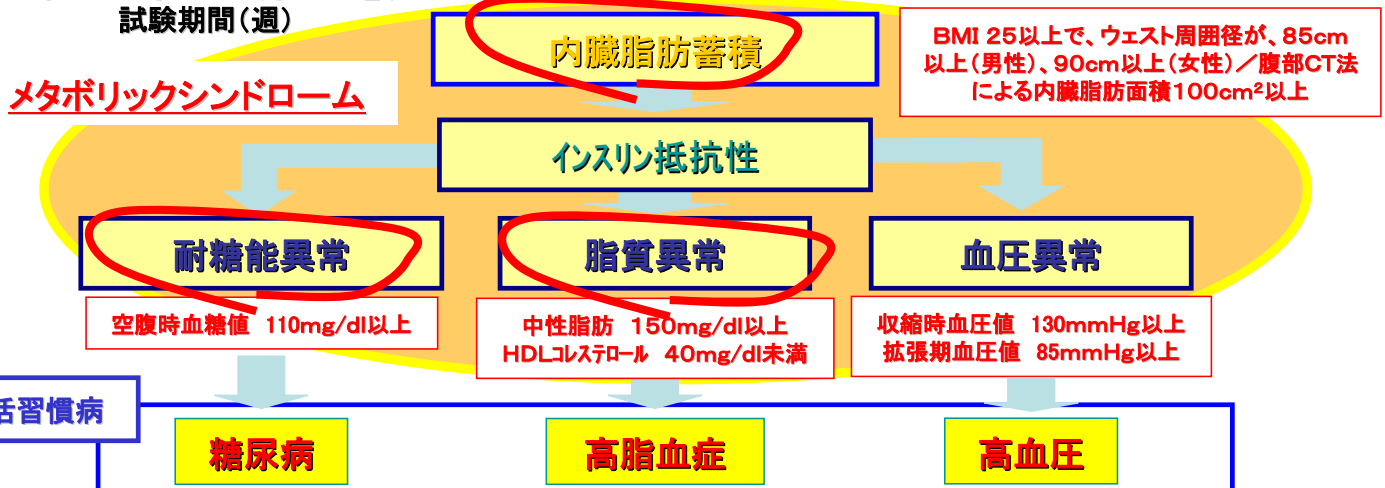 試験期間(週)
内臓脂肪蓄積
BMI 25以上で、ウェスト周囲径が、85cm
以上(男性)、90cm以上(女性)/腹部CT法
による内臓脂肪面積100cm²以上
メタボリックシンドローム
インスリン抵抗性
耐糖能異常
脂質異常
血圧異常
空腹時血糖値 110mg/dl以上
中性脂肪 150mg/dl以上
HDLコレステロール 40mg/dl未満
収縮時血圧値 130mmHg以上
拡張期血圧値 85mmHg以上
活習慣病
糖尿病
高脂血症
高血圧